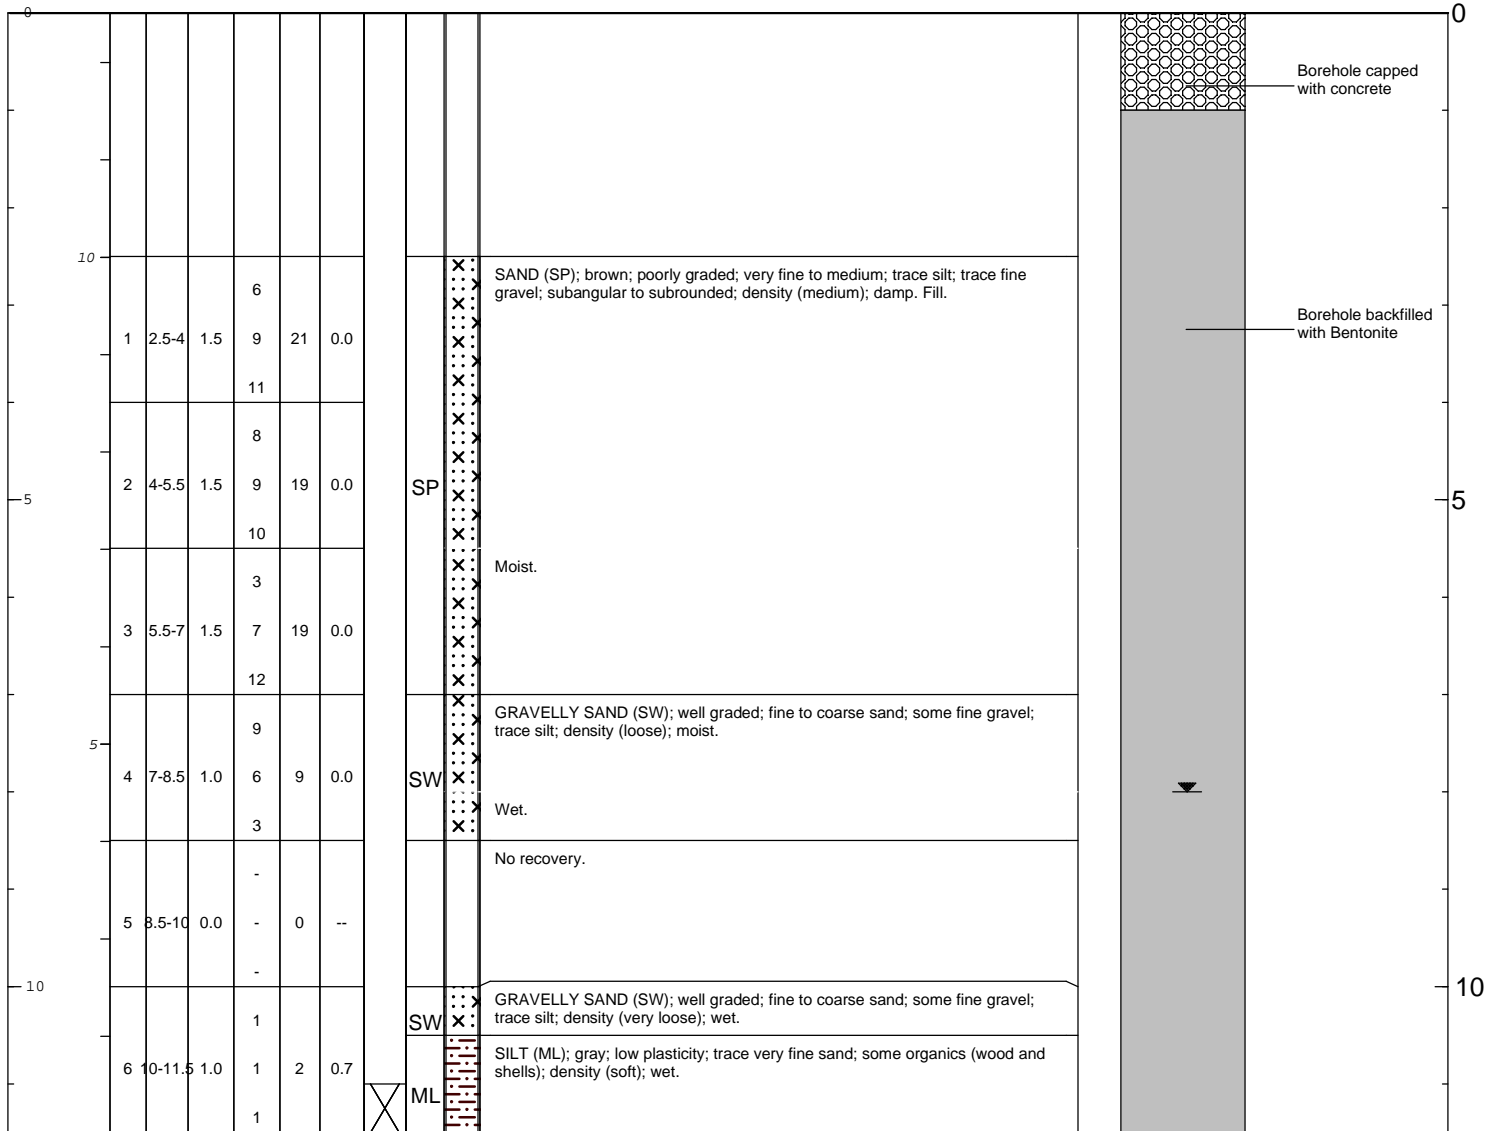 0
0
Borehole capped
with concrete
10
SAND (SP); brown; poorly graded; very fine to medium; trace silt; trace fine
gravel; subangular to subrounded; density (medium); damp. Fill.
6
1 2.5-4 1.5 9 21 0.0
11
Borehole backfilled
with Bentonite
8
2 4-5.5 1.5 9 19 0.0
10
SP
5
5
3
Moist.
3 5.5-7 1.5 7 19 0.0
12
GRAVELLY SAND (SW); well graded; fine to coarse sand; some fine gravel;
trace silt; density (loose); moist.
9
5
4 7-8.5 1.0 6 9 0.0
SW
Wet.
3
No recovery.
-
5 8.5-10 0.0 - 0 --
-
10
10
GRAVELLY SAND (SW); well graded; fine to coarse sand; some fine gravel;
trace silt; density (very loose); wet.
1
SW
SILT (ML); gray; low plasticity; trace very fine sand; some organics (wood and
shells); density (soft); wet.
6 10-11.5 1.0 1 2 0.7
ML
1